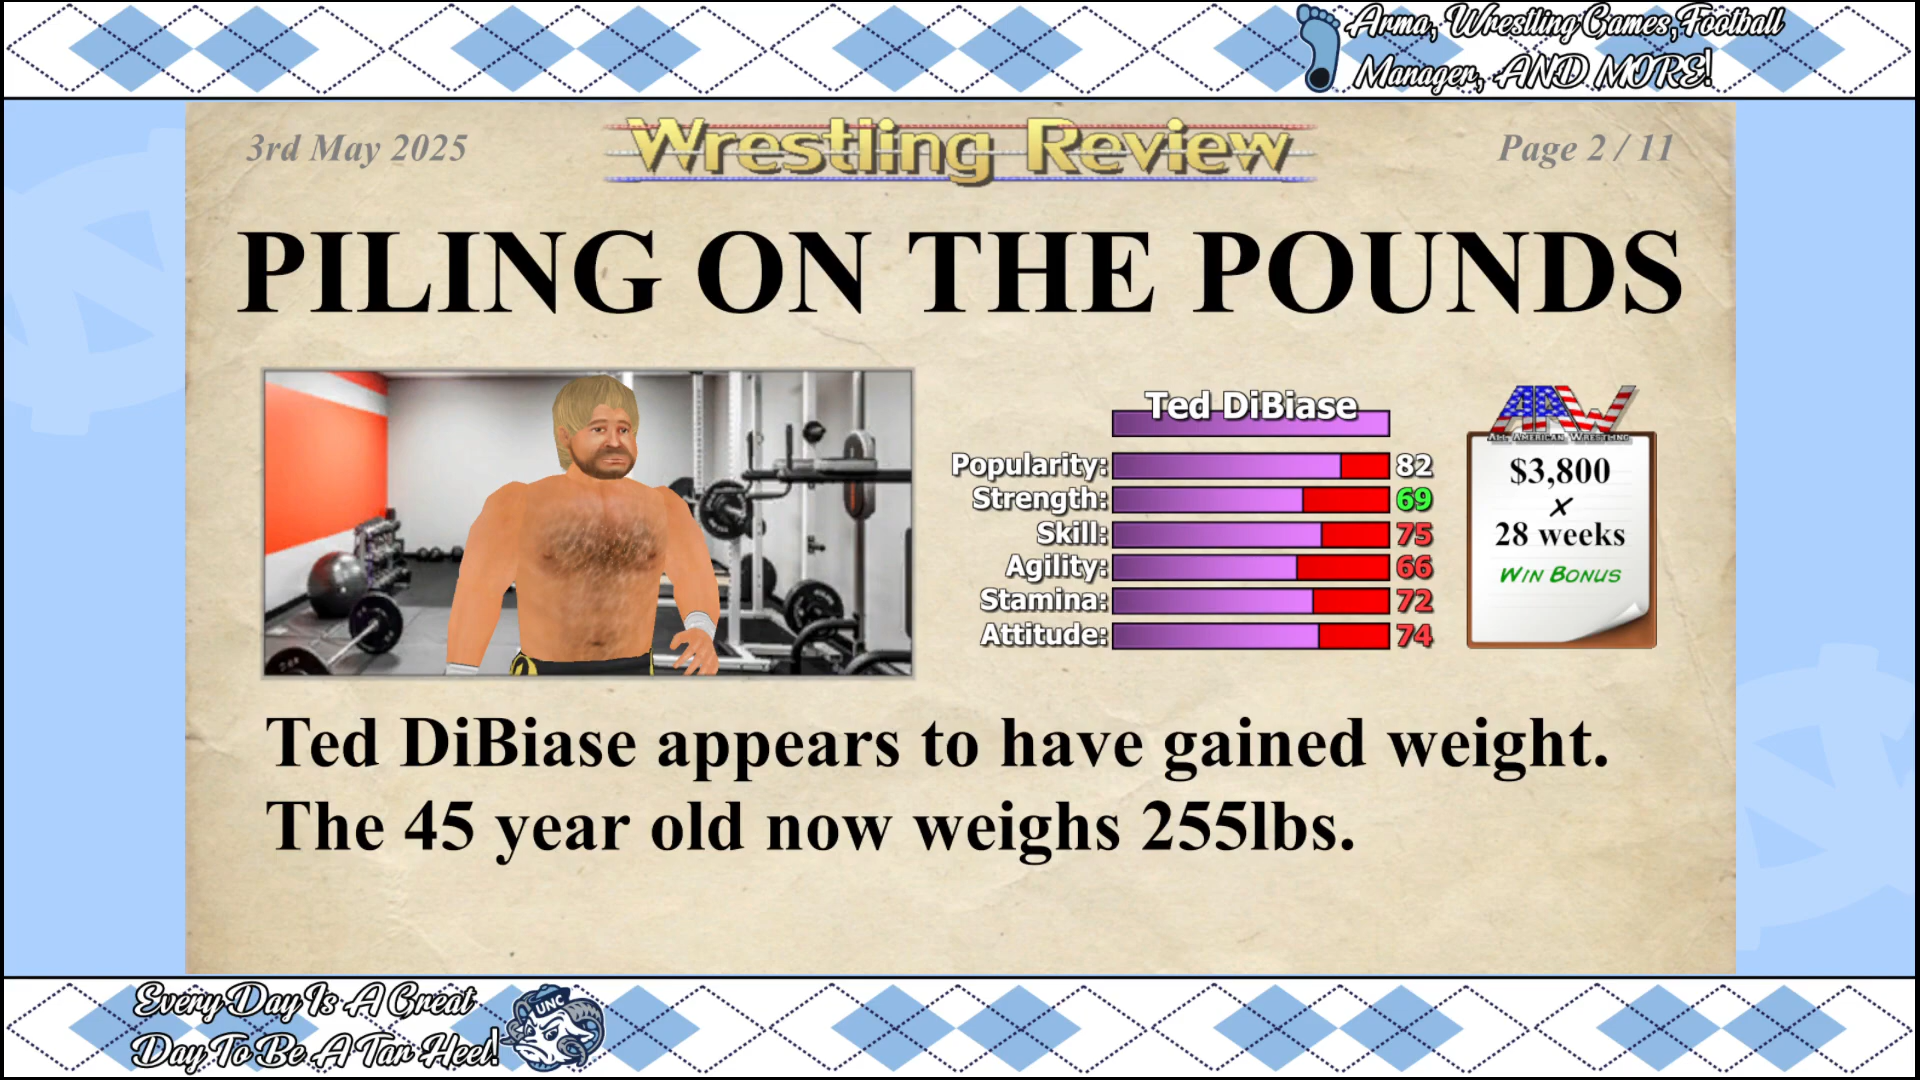 Arma, Wrestling Games, Football
Manager, AND MORE!
3rd May 2025
Wrestling Review
Page 2 / 11
PILING ON THE POUNDS
Ted DiBiase
Popularity: 82
Strength: 69
Skill: 75
Agility: 66
Stamina: 72
Attitude: 74
AAW
ALL AMERICAN WRESTLING
$3,800
x
28 weeks
WIN BONUS
Ted DiBiase appears to have gained weight.
The 45 year old now weighs 255lbs.
Every Day Is A Great
Day To Be A Tar Heel!
UNC